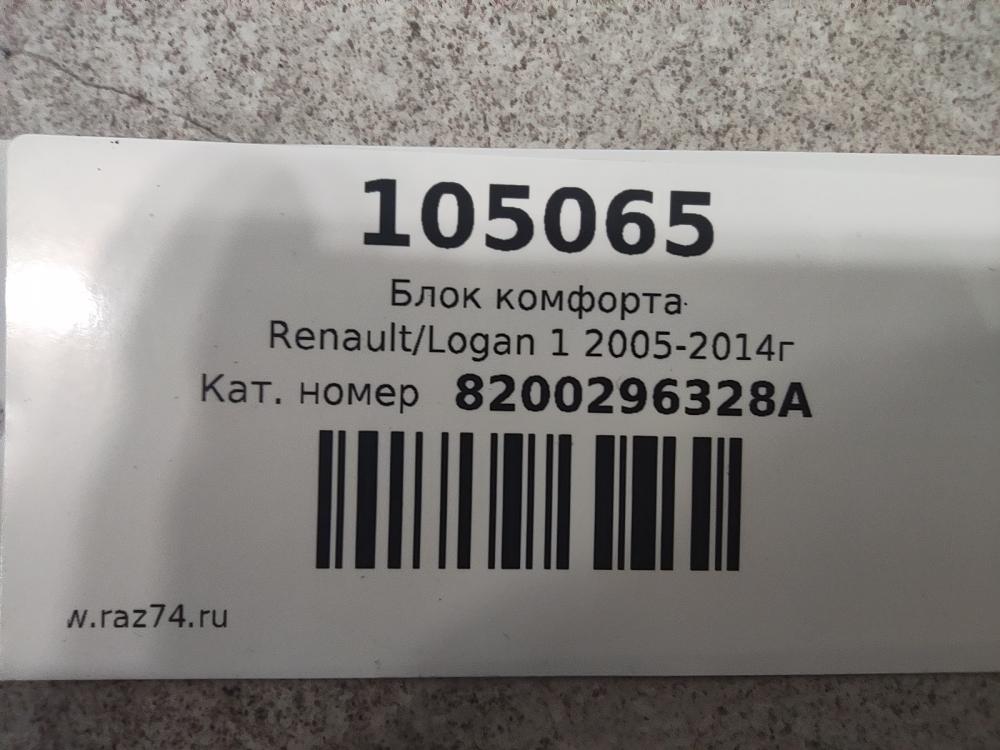 105065
Блок комфорта
Renault/Logan 1 2005-2014г
Кат. номер 8200296328A
w.raz74.ru